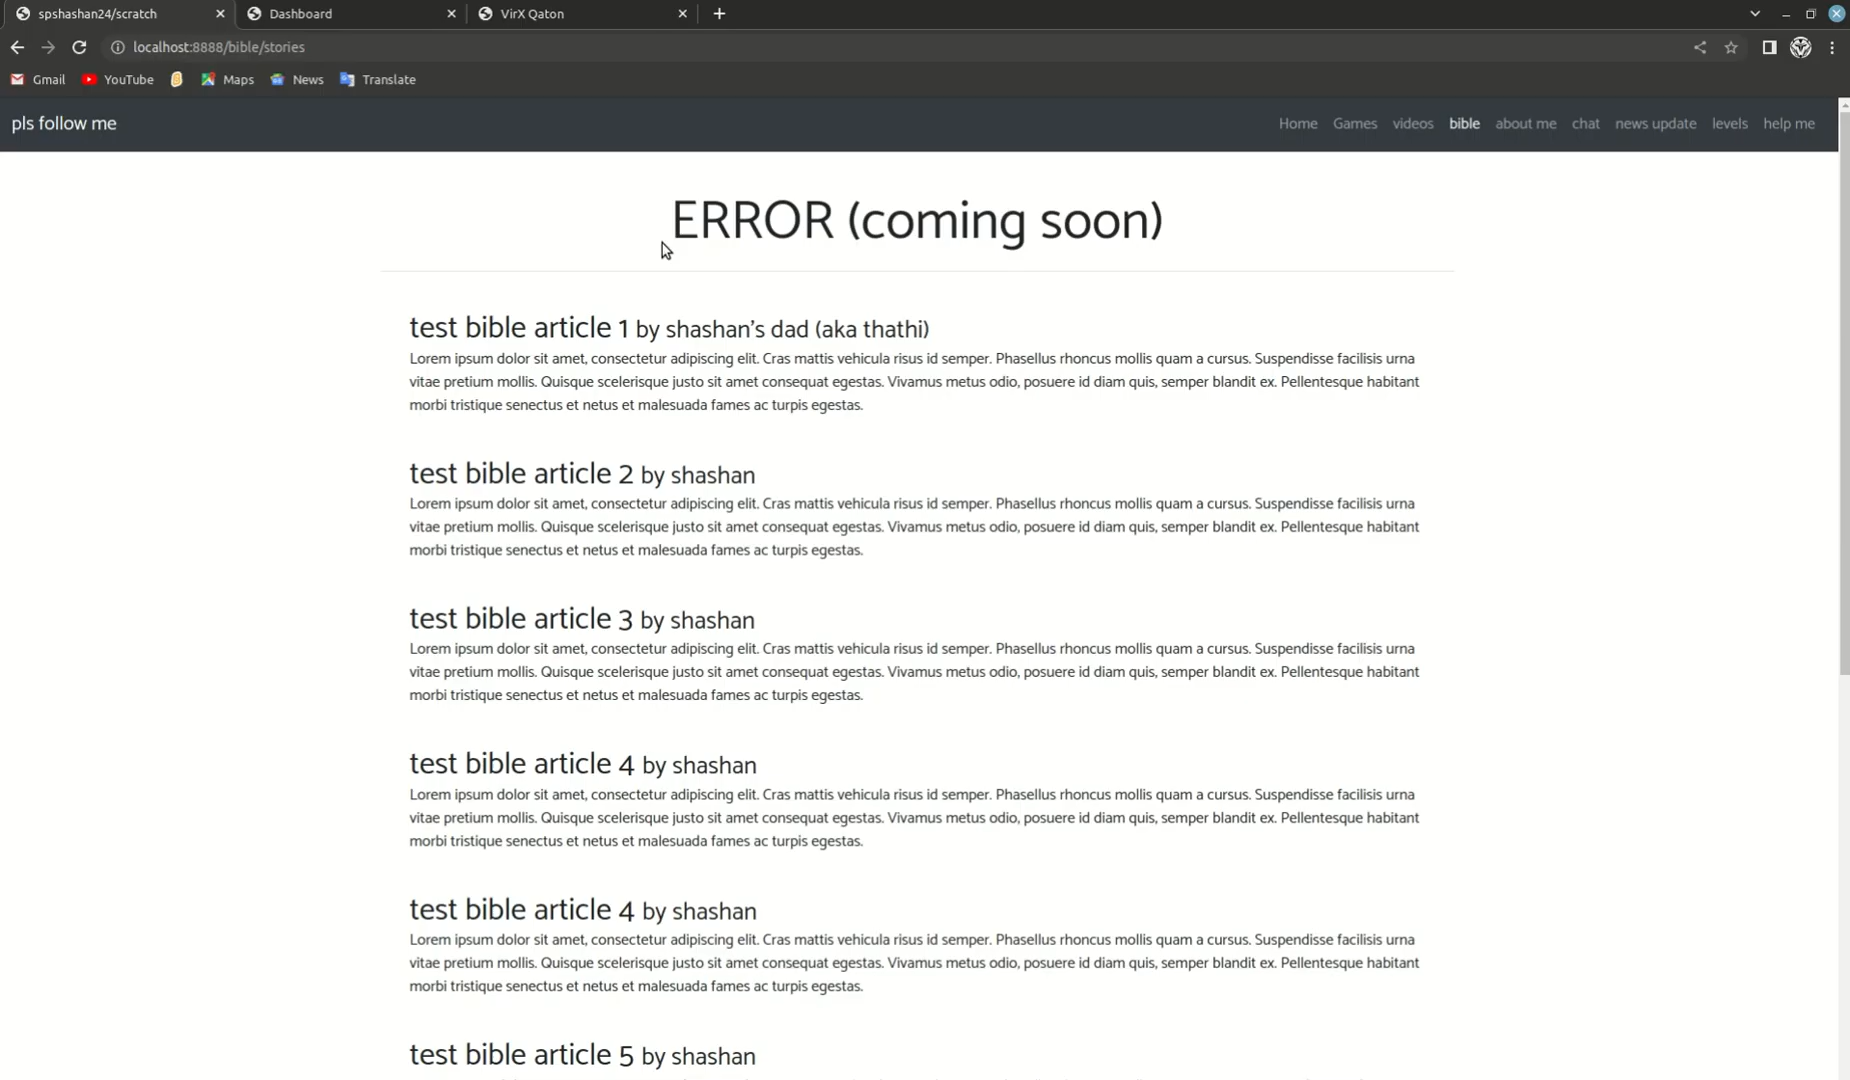 spshashan24/scratch
Dashboard
VirX Qaton
localhost:8888/bible/stories
Gmail
YouTube
Maps
News
Translate
pls follow me
Home
Games
videos
bible
about me
chat
news update
levels
help me
ERROR (coming soon)
test bible article 1 by shashan's dad (aka thathi)
Lorem ipsum dolor sit amet, consectetur adipiscing elit. Cras mattis vehicula risus id semper. Phasellus rhoncus mollis quam a cursus. Suspendisse facilisis urna
vitae pretium mollis. Quisque scelerisque justo sit amet consequat egestas. Vivamus metus odio, posuere id diam quis, semper blandit ex. Pellentesque habitant
morbi tristique senectus et netus et malesuada fames ac turpis egestas.
test bible article 2 by shashan
Lorem ipsum dolor sit amet, consectetur adipiscing elit. Cras mattis vehicula risus id semper. Phasellus rhoncus mollis quam a cursus. Suspendisse facilisis urna
vitae pretium mollis. Quisque scelerisque justo sit amet consequat egestas. Vivamus metus odio, posuere id diam quis, semper blandit ex. Pellentesque habitant
morbi tristique senectus et netus et malesuada fames ac turpis egestas.
test bible article 3 by shashan
Lorem ipsum dolor sit amet, consectetur adipiscing elit. Cras mattis vehicula risus id semper. Phasellus rhoncus mollis quam a cursus. Suspendisse facilisis urna
vitae pretium mollis. Quisque scelerisque justo sit amet consequat egestas. Vivamus metus odio, posuere id diam quis, semper blandit ex. Pellentesque habitant
morbi tristique senectus et netus et malesuada fames ac turpis egestas.
test bible article 4 by shashan
Lorem ipsum dolor sit amet, consectetur adipiscing elit. Cras mattis vehicula risus id semper. Phasellus rhoncus mollis quam a cursus. Suspendisse facilisis urna
vitae pretium mollis. Quisque scelerisque justo sit amet consequat egestas. Vivamus metus odio, posuere id diam quis, semper blandit ex. Pellentesque habitant
morbi tristique senectus et netus et malesuada fames ac turpis egestas.
test bible article 4 by shashan
Lorem ipsum dolor sit amet, consectetur adipiscing elit. Cras mattis vehicula risus id semper. Phasellus rhoncus mollis quam a cursus. Suspendisse facilisis urna
vitae pretium mollis. Quisque scelerisque justo sit amet consequat egestas. Vivamus metus odio, posuere id diam quis, semper blandit ex. Pellentesque habitant
morbi tristique senectus et netus et malesuada fames ac turpis egestas.
test bible article 5 by shashan